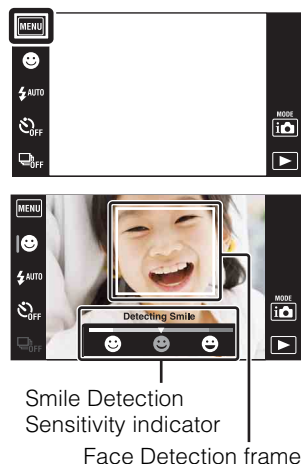 MENU
AUTO
OFF
OFF
MODE
MENU
AUTO
OFF
OFF
MODE
Detecting Smile
Smile Detection
Sensitivity indicator
Face Detection frame